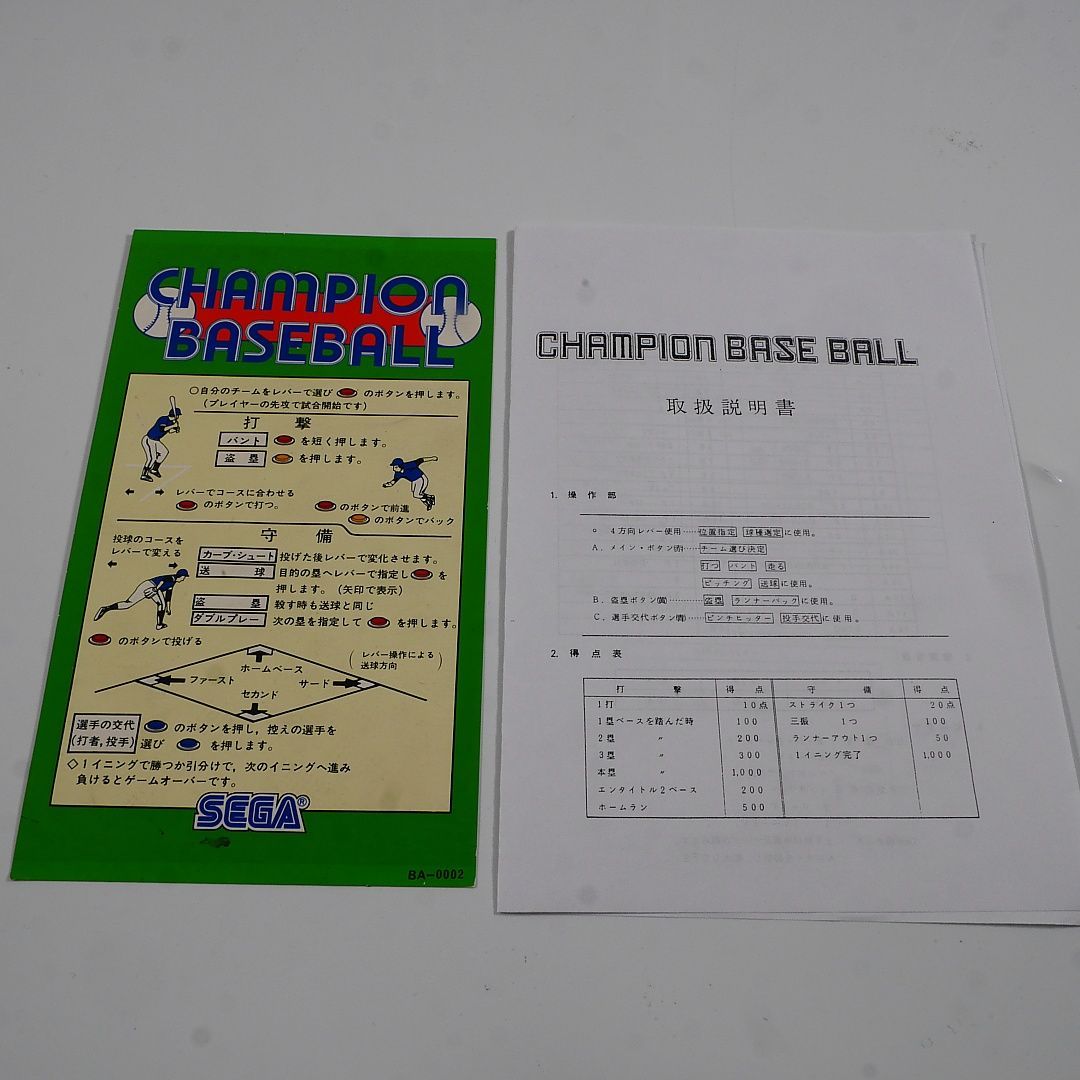 CHAMPION
BASEBALL
○自分のチームをレバーで選び のボタンを押します。
(プレイヤーの先攻で試合開始です)
打 撃
バント を短く押します。
盗 塁 を押します。
レバーでコースに合わせる
のボタンで打つ。
のボタンで前進
のボタンでバック
守 備
投球のコースを
レバーで変える
カーブ・シュート 投げた後レバーで変化させます。
送 球 目的の塁へレバーで指定し を
押します。(矢印で表示)
盗 塁 殺す時も送球と同じ
ダブルプレー 次の塁を指定して を押します。
のボタンで投げる
(レバー操作による
送球方向)
ホームベース
ファースト
サード
セカンド
選手の交代
(打者,投手)
のボタンを押し,控えの選手を
選び を押します。
◇1イニングで勝つか引分けで,次のイニングへ進み
負けるとゲームオーバーです。
SEGA®
BA-0002
CHAMPION BASE BALL
取扱説明書
1. 操作部
○ 4方向レバー使用……位置指定 球種選定に使用。
A. メイン・ボタン ……チーム選び決定
打つ バント 走る
ピッチング 送球に使用。
B. 盗塁ボタン ……盗塁 ランナーバックに使用。
C. 選手交代ボタン ……ピンチヒッター 投手交代に使用。
2. 得点表
打 撃 得 点 守 備 得 点
1打 10点 ストライク1つ 20点
1塁ベースを踏んだ時 100 三振 1つ 100
2塁 〃 200 ランナーアウト1つ 50
3塁 〃 300 1イニング完了 1,000
本塁 〃 1,000
エンタイトル2ベース 200
ホームラン 500